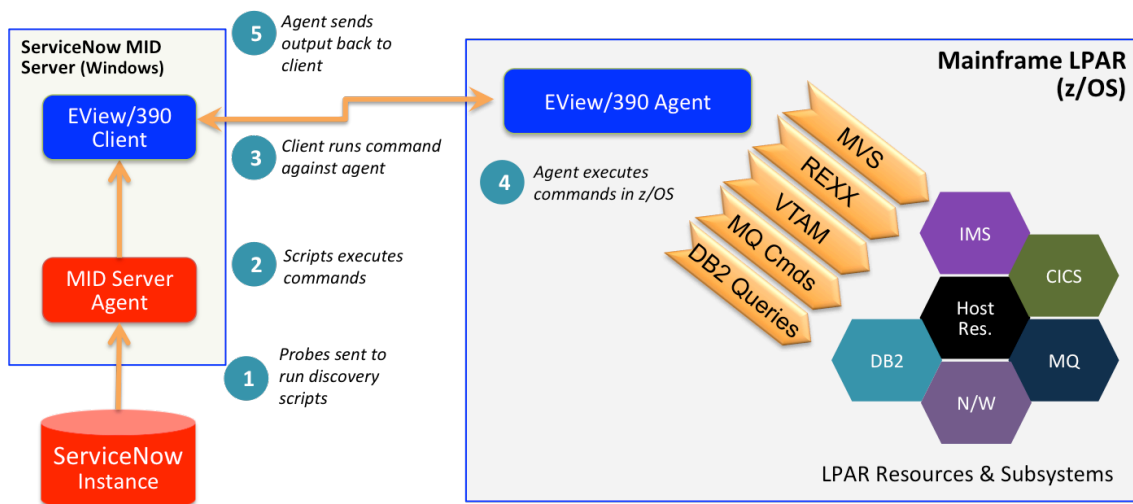 ServiceNow MID
Server (Windows)
EView/390
Client
MID Server
Agent
ServiceNow
Instance
5
Agent sends
output back to
client
3
Client runs command
against agent
2
Scripts executes
commands
1
Probes sent to
run discovery
scripts
Mainframe LPAR
(z/OS)
EView/390 Agent
4
Agent executes
commands in z/OS
MVS
REXX
VTAM
MQ Cmds
DB2 Queries
IMS
CICS
Host
Res.
DB2
MQ
N/W
LPAR Resources & Subsystems